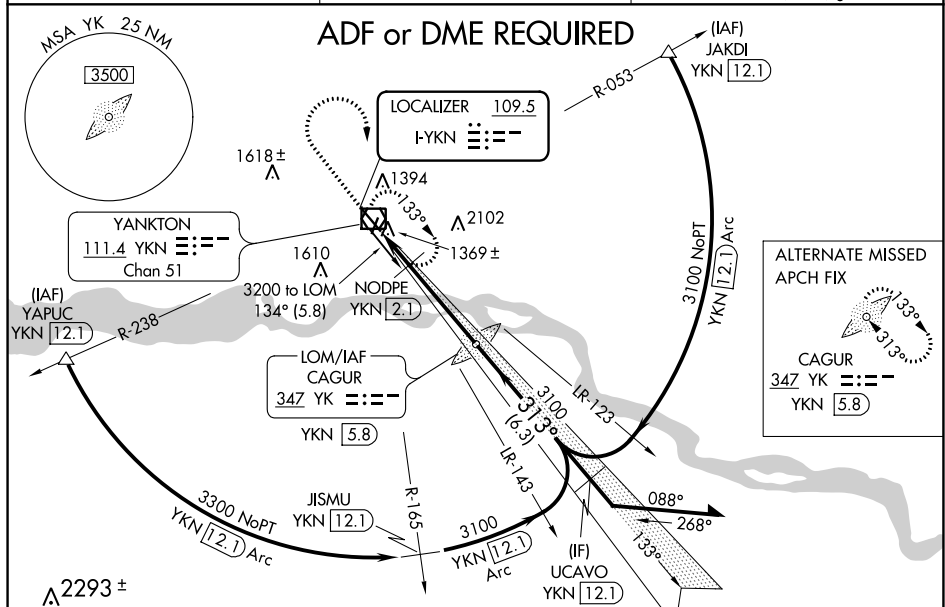 ADF or DME REQUIRED
MSA YK 25 NM
3500
(IAF)
JAKDI
YKN 12.1
R-053
LOCALIZER 109.5
I-YKN
1618 ±
1394
133°
2102
1369 ±
YANKTON
111.4 YKN
Chan 51
1610
3200 to LOM
134° (5.8)
NODPE
YKN 2.1
3100 NoPT
YKN 12.1 Arc
ALTERNATE MISSED
APCH FIX
133°
313°
CAGUR
347 YK
YKN 5.8
(IAF)
YAPUC
YKN 12.1
R-238
LOM/IAF
CAGUR
347 YK
YKN 5.8
3100
313°
(6.3)
LR-123
LR-143
R-165
3300 NoPT
YKN 12.1 Arc
JISMU
YKN 12.1
3100
YKN 12.1
Arc
(IF)
UCAVO
YKN 12.1
088°
268°
133°
2293 ±